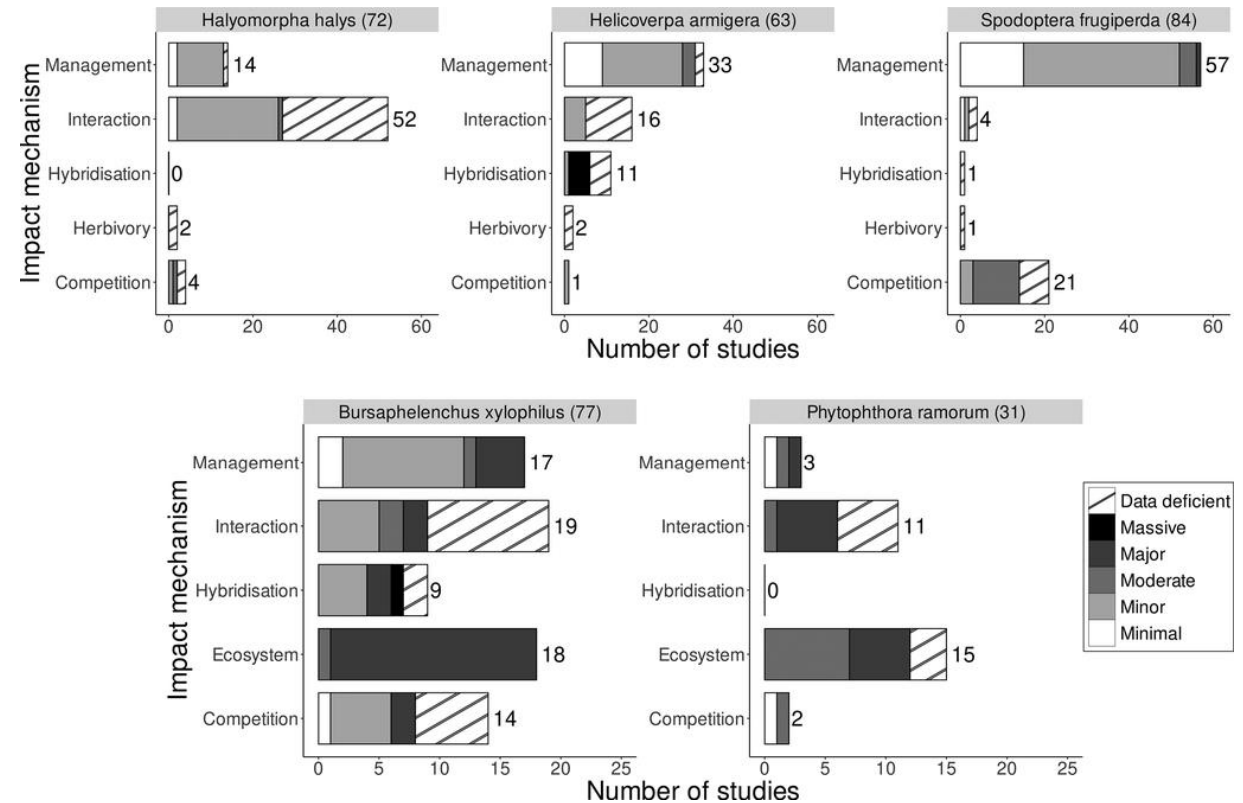 Halyomorpha halys (72)
Helicoverpa armigera (63)
Spodoptera frugiperda (84)
Impact mechanism
Management
14
Interaction
52
Hybridisation
0
Herbivory
2
Competition
4
0 20 40 60
Management
33
Interaction
16
Hybridisation
11
Herbivory
2
Competition
1
0 20 40 60
Management
57
Interaction
4
Hybridisation
1
Herbivory
1
Competition
21
0 20 40 60
Number of studies
Bursaphelenchus xylophilus (77)
Phytophthora ramorum (31)
Impact mechanism
Management
17
Interaction
19
Hybridisation
9
Ecosystem
18
Competition
14
0 5 10 15 20 25
Management
3
Interaction
11
Hybridisation
0
Ecosystem
15
Competition
2
0 5 10 15 20 25
Number of studies
Data deficient
Massive
Major
Moderate
Minor
Minimal